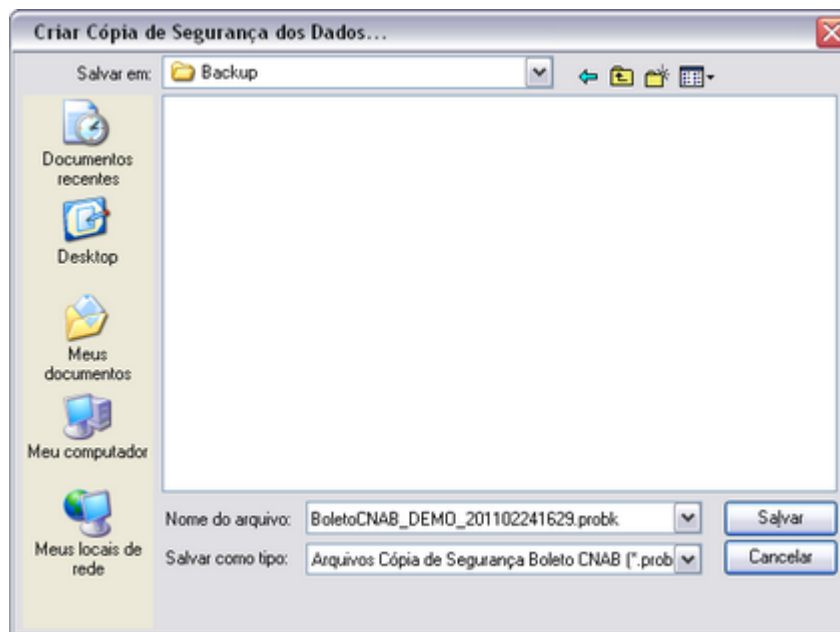 Criar Cópia de Segurança dos Dados...
Salvar em:
Backup
Documentos
recentes
Desktop
Meus
documentos
Meu computador
Meus locais de
rede
Nome do arquivo: BoletoCNAB_DEMO_201102241629.probk Salvar
Salvar como tipo: Arquivos Cópia de Segurança Boleto CNAB (*.prob Cancelar